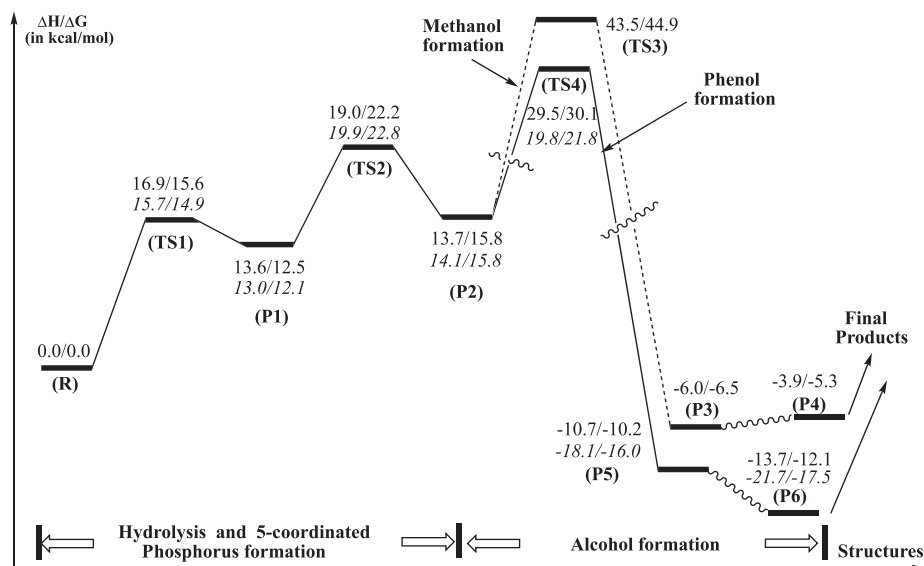 ΔH/ΔG
(in kcal/mol)
Methanol
formation
43.5/44.9
(TS3)
(TS4)
Phenol
formation
29.5/30.1
19.8/21.8
19.0/22.2
19.9/22.8
(TS2)
16.9/15.6
15.7/14.9
(TS1)
13.6/12.5
13.0/12.1
(P1)
13.7/15.8
14.1/15.8
(P2)
0.0/0.0
(R)
Final
Products
-6.0/-6.5
(P3)
-3.9/-5.3
(P4)
-10.7/-10.2
-18.1/-16.0
(P5)
-13.7/-12.1
-21.7/-17.5
(P6)
Hydrolysis and 5-coordinated
Phosphorus formation
Alcohol formation
Structures